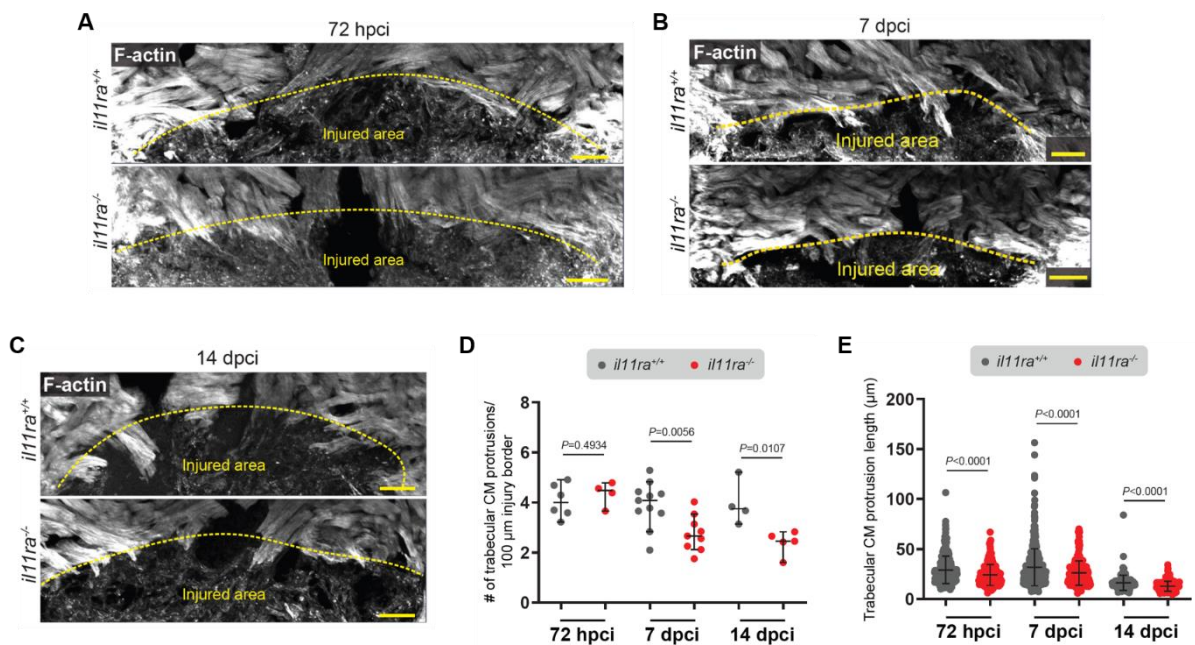 A
72 hpci
F-actin
il11ra+/+
Injured area
il11ra-/-
Injured area
B
7 dpci
F-actin
il11ra+/+
Injured area
il11ra-/-
Injured area
C
14 dpci
F-actin
il11ra+/+
Injured area
il11ra-/-
Injured area
D
il11ra+/+ il11ra-/-
# of trabecular CM protrusions/
100 µm injury border
8
6
4
2
0
P=0.4934
P=0.0056
P=0.0107
72 hpci 7 dpci 14 dpci
E
il11ra+/+ il11ra-/-
Trabecular CM protrusion length (µm)
200
150
100
50
0
P<0.0001
P<0.0001
P<0.0001
72 hpci 7 dpci 14 dpci